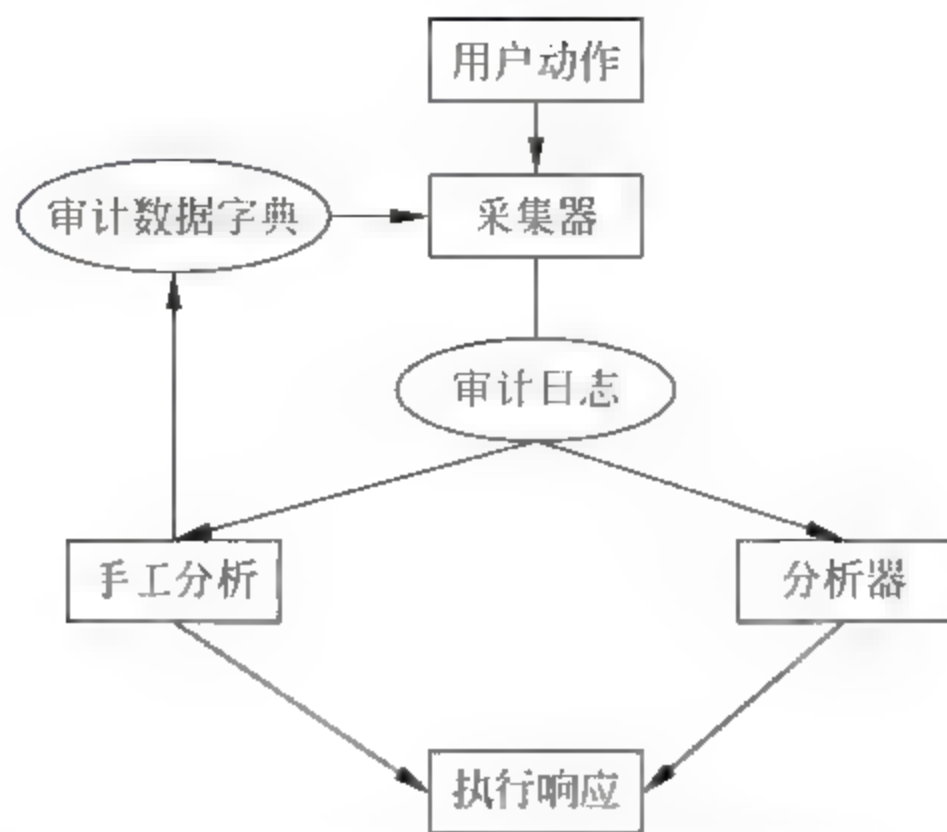 用户动作
审计数据字典
采集器
审计日志
手工分析
分析器
执行响应